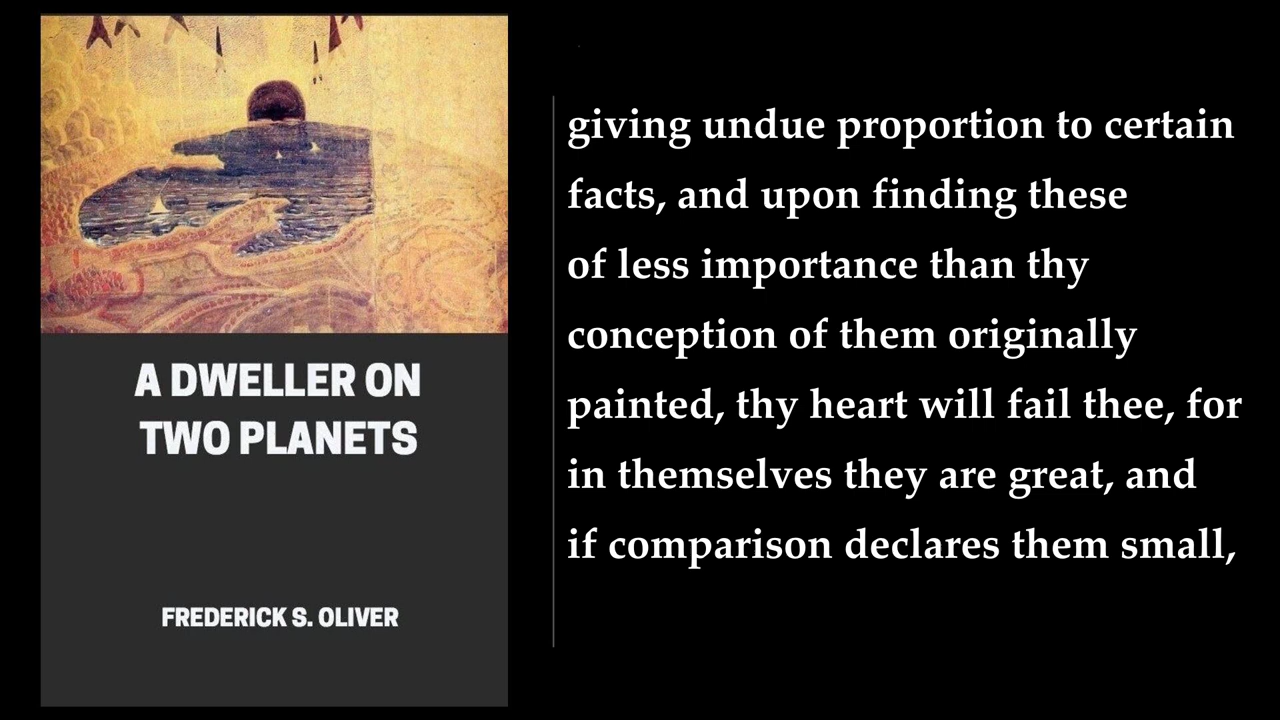 A DWELLER ON
TWO PLANETS
FREDERICK S. OLIVER
giving undue proportion to certain
facts, and upon finding these
of less importance than thy
conception of them originally
painted, thy heart will fail thee, for
in themselves they are great, and
if comparison declares them small,